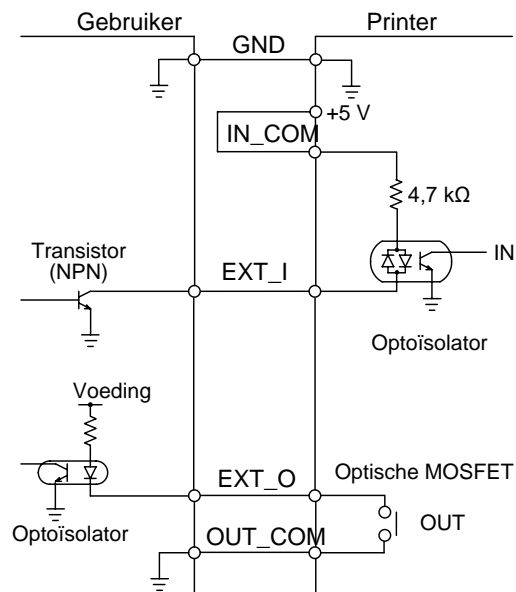 Gebruiker
Printer
GND
+5 V
IN_COM
4,7 kΩ
Transistor
(NPN)
EXT_I
IN
Optoïsolator
Voeding
EXT_O
Optische MOSFET
Optoïsolator
OUT_COM
OUT